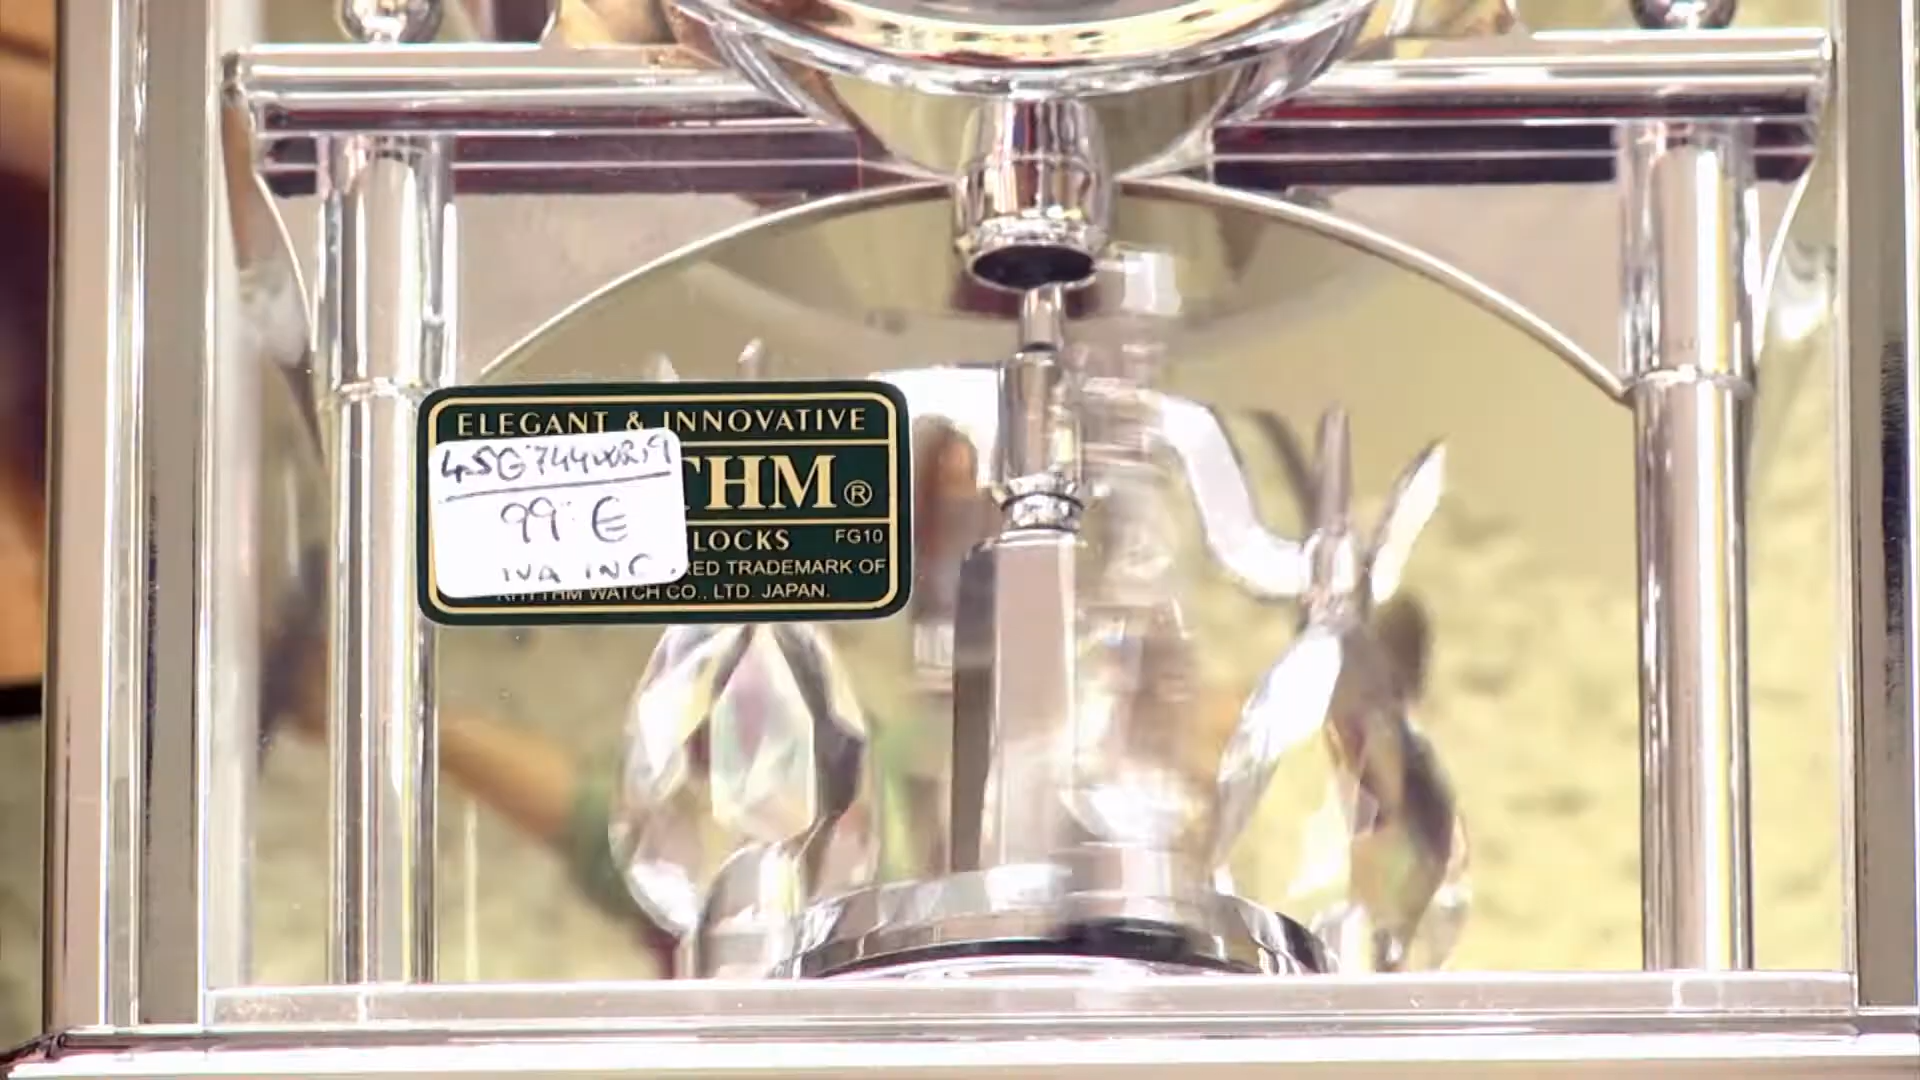 ELEGANT & INNOVATIVE
THM®
LOCKS FG10
RED TRADEMARK OF
RHYTHM WATCH CO., LTD. JAPAN.
4SG744WR19
99 €
IVA INC.